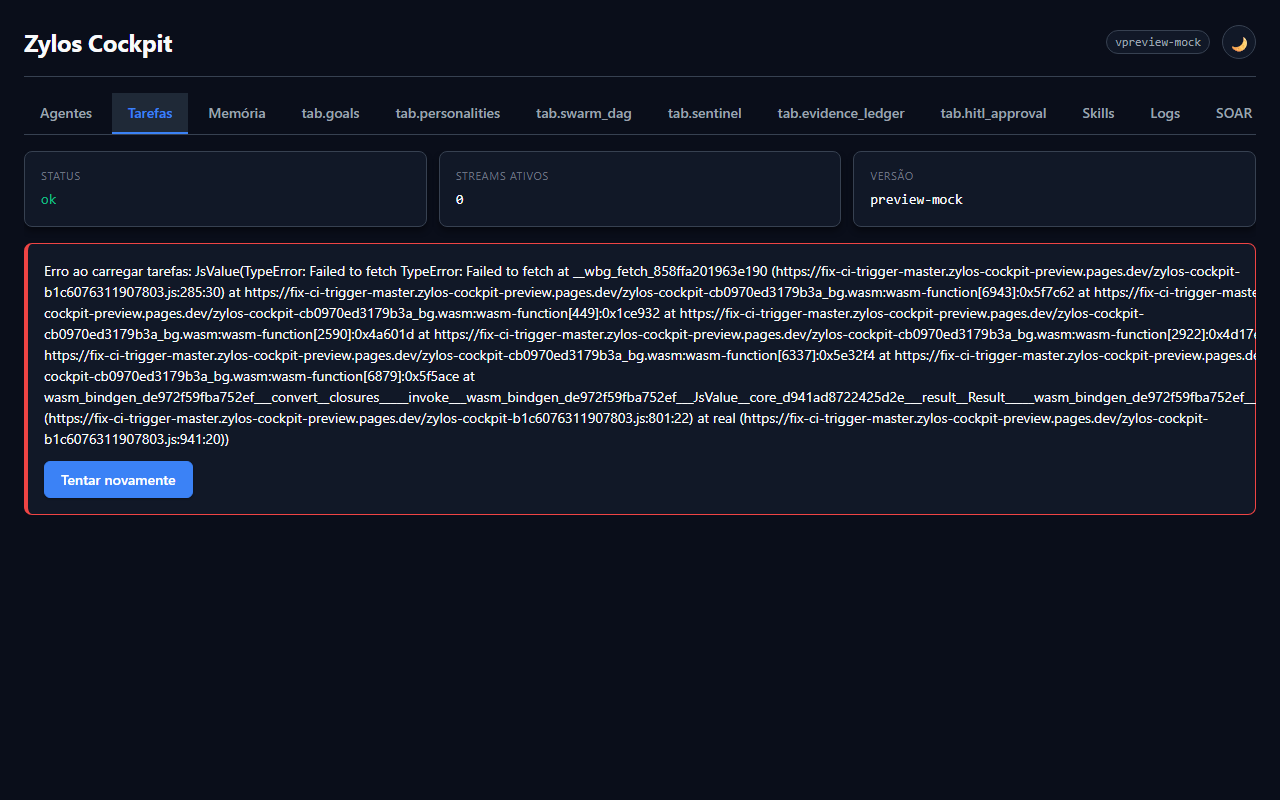 Zylos Cockpit
vpreview-mock
Agentes Tarefas Memória tab.goals tab.personalities tab.swarm_dag tab.sentinel tab.evidence_ledger tab.hitl_approval Skills Logs SOAR
STATUS
ok
STREAMS ATIVOS
0
VERSÃO
preview-mock
Erro ao carregar tarefas: JsValue(TypeError: Failed to fetch TypeError: Failed to fetch at __wbg_fetch_858ffa201963e190 (https://fix-ci-trigger-master.zylos-cockpit-preview.pages.dev/zylos-cockpit-
b1c6076311907803.js:285:30) at https://fix-ci-trigger-master.zylos-cockpit-preview.pages.dev/zylos-cockpit-cb0970ed3179b3a_bg.wasm:wasm-function[6943]:0x5f7c62 at https://fix-ci-trigger-maste
cockpit-preview.pages.dev/zylos-cockpit-cb0970ed3179b3a_bg.wasm:wasm-function[449]:0x1ce932 at https://fix-ci-trigger-master.zylos-cockpit-preview.pages.dev/zylos-cockpit-
cb0970ed3179b3a_bg.wasm:wasm-function[2590]:0x4a601d at https://fix-ci-trigger-master.zylos-cockpit-preview.pages.dev/zylos-cockpit-cb0970ed3179b3a_bg.wasm:wasm-function[2922]:0x4d17
https://fix-ci-trigger-master.zylos-cockpit-preview.pages.dev/zylos-cockpit-cb0970ed3179b3a_bg.wasm:wasm-function[6337]:0x5e32f4 at https://fix-ci-trigger-master.zylos-cockpit-preview.pages.de
cockpit-cb0970ed3179b3a_bg.wasm:wasm-function[6879]:0x5f5ace at
wasm_bindgen_de972f59fba752ef___convert__closures_____invoke___wasm_bindgen_de972f59fba752ef___JsValue__core_d941ad8722425d2e___result__Result_____wasm_bindgen_de972f59fba752ef__
(https://fix-ci-trigger-master.zylos-cockpit-preview.pages.dev/zylos-cockpit-b1c6076311907803.js:801:22) at real (https://fix-ci-trigger-master.zylos-cockpit-preview.pages.dev/zylos-cockpit-
b1c6076311907803.js:941:20))
Tentar novamente